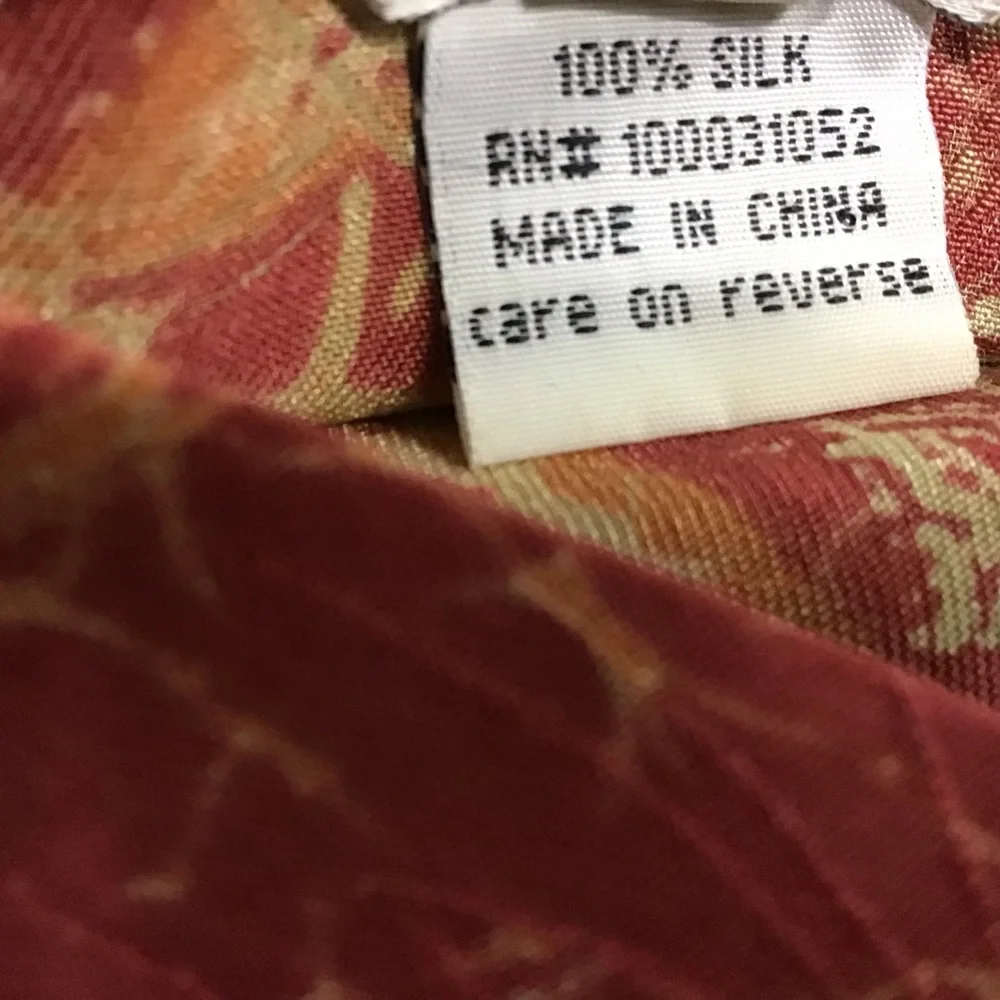 100% SILK
RN# 100031052
MADE IN CHINA
care on reverse